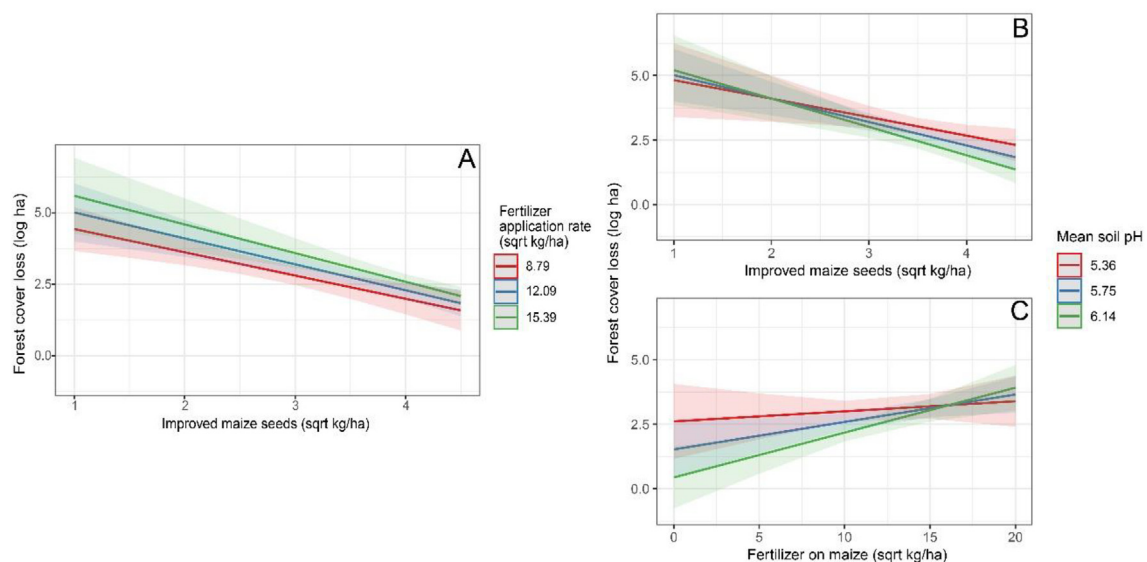 A
Forest cover loss (log ha)
5.0
2.5
0.0
1 2 3 4
Improved maize seeds (sqrt kg/ha)
Fertilizer
application rate
(sqrt kg/ha)
8.79
12.09
15.39
B
Forest cover loss (log ha)
5.0
2.5
0.0
1 2 3 4
Improved maize seeds (sqrt kg/ha)
C
5.0
2.5
0.0
0 5 10 15 20
Fertilizer on maize (sqrt kg/ha)
Mean soil pH
5.36
5.75
6.14